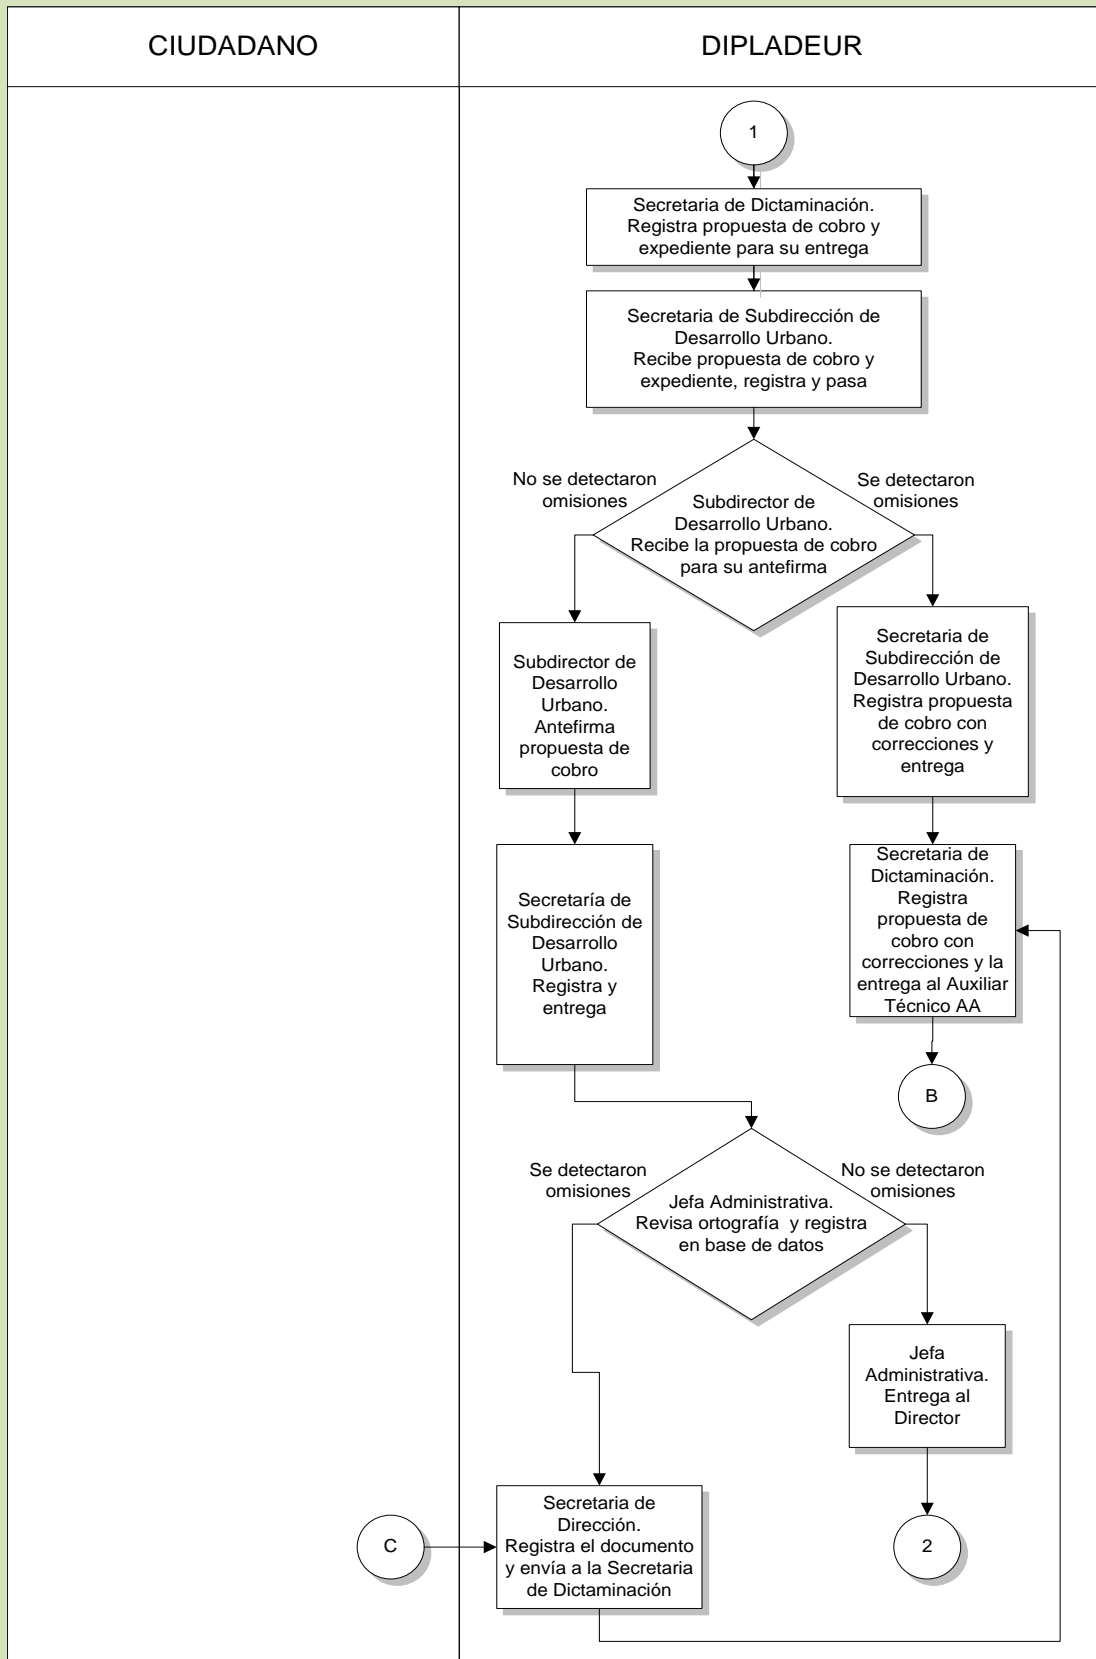 CIUDADANO
DIPLADEUR
1
Secretaria de Dictaminación.
Registra propuesta de cobro y
expediente para su entrega
Secretaria de Subdirección de
Desarrollo Urbano.
Recibe propuesta de cobro y
expediente, registra y pasa
No se detectaron
omisiones
Se detectaron
omisiones
Subdirector de
Desarrollo Urbano.
Recibe la propuesta de cobro
para su antefirma
Subdirector de
Desarrollo
Urbano.
Antefirma
propuesta de
cobro
Secretaria de
Subdirección de
Desarrollo Urbano.
Registra propuesta
de cobro con
correcciones y
entrega
Secretaría de
Subdirección de
Desarrollo
Urbano.
Registra y
entrega
Secretaria de
Dictaminación.
Registra
propuesta de
cobro con
correcciones y la
entrega al Auxiliar
Técnico AA
B
Se detectaron
omisiones
No se detectaron
omisiones
Jefa Administrativa.
Revisa ortografía  y registra
en base de datos
Jefa
Administrativa.
Entrega al
Director
C
Secretaria de
Dirección.
Registra el documento
y envía a la Secretaria
de Dictaminación
2